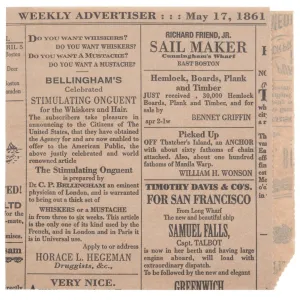 WEEKLY ADVERTISER : : : May 17, 1861
DO YOU WANT WHISKERS?
DO YOU WANT WHISKERS?
DO YOU WANT A MUSTACHE?
DO YOU WANT A MUSTACHE?
BELLINGHAM'S
Celebrated
STIMULATING ONGUENT
for the Whiskers and Hair.
The subscribers take pleasure in
announcing to the Citizens of The
United States, that they have obtained
the Agency for and are now enabled to
offer to the American Public, the
above justly celebrated and world
renowned article
The Stimulating Onguent
is prepared by
Dr C. P. BELLINGHAM an eminent
physician of London, and is warranted
to bring out a thick set of
WHISKERS or a MUSTACHE
in from three to six weeks. This article
is the only one of its kind used by the
French, and in London and in Paris it
is in Universal use.
Apply to or address
HORACE L. HEGEMAN
Druggists, &c.,
VERY NICE.
RICHARD FRIEND, JR.
SAIL MAKER
Cunningham's Wharf
EAST BOSTON
Hemlock, Boards, Plank
and Timber
JUST received, 30,000 Hemlock
Boards, Plank and Timber, and for
sale by
BENNEY GRIFFIN
apr 2-1w
Picked Up
OFF Thatcher's Island, an ANCHOR
with about sixty fathoms of chain
attached. Also, about one hundred
fathoms of Manila Warp.
WILLIAM H. WONSON
TIMOTHY DAVIS & CO'S.
FOR SAN FRANCISCO
From Long Wharf
The new and beautiful ship
SAMUEL FALLS,
CAPT. TALBOT
is now in her berth and having large
engage aboard, will load with
extraordinary dispatch.
To be followed by the new and elegant
GREENWICH